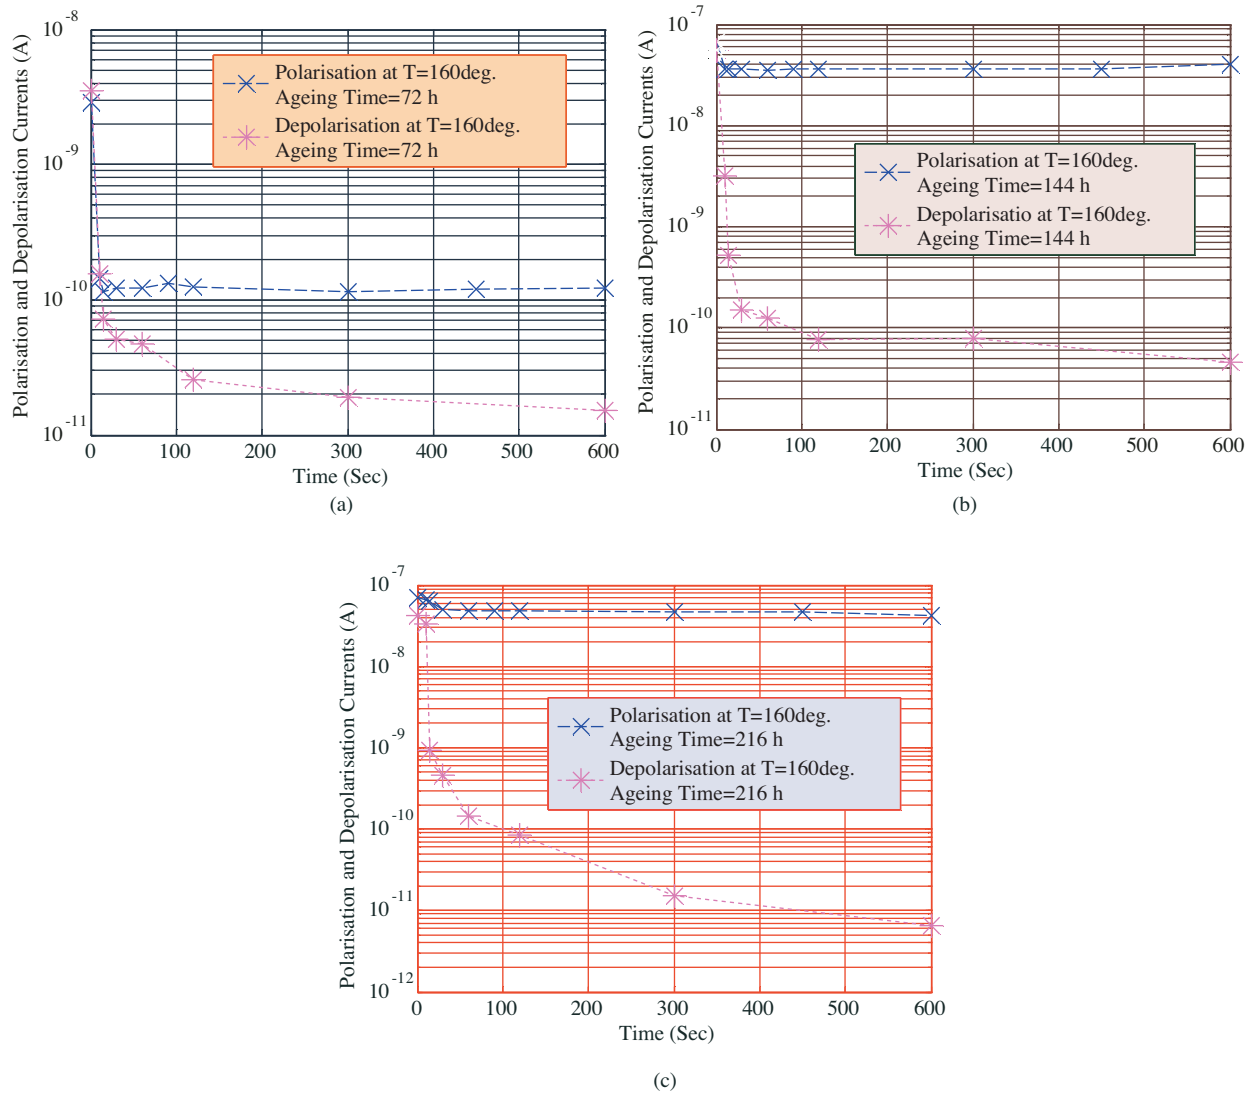 Polarisation and Depolarisation Currents (A)
10 -8
10 -9
10 -10
10 -11
Polarisation at T=160deg.
Ageing Time=72 h
Depolarisation at T=160deg.
Ageing Time=72 h
0 100 200 300 400 500 600
Time (Sec)
(a)
Polarisation and Depolarisation Currents (A)
10 -7
10 -8
10 -9
10 -10
10 -11
Polarisation at T=160deg.
Ageing Time=144 h
Depolarisatio at T=160deg.
Ageing Time=144 h
0 100 200 300 400 500 600
Time (Sec)
(b)
Polarisation and Depolarisation Currents (A)
10 -7
10 -8
10 -9
10 -10
10 -11
10 -12
Polarisation at T=160deg.
Ageing Time=216 h
Depolarisation at T=160deg.
Ageing Time=216 h
0 100 200 300 400 500 600
Time (Sec)
(c)